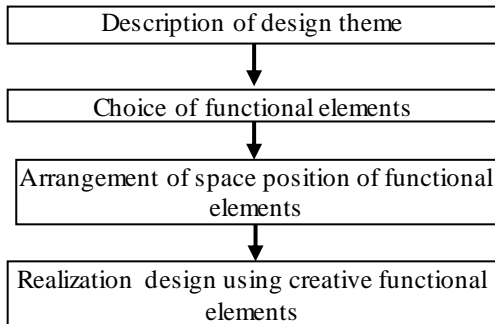 Description of design theme
Choice of functional elements
Arrangement of space position of functional
elements
Realization design using creative functional
elements